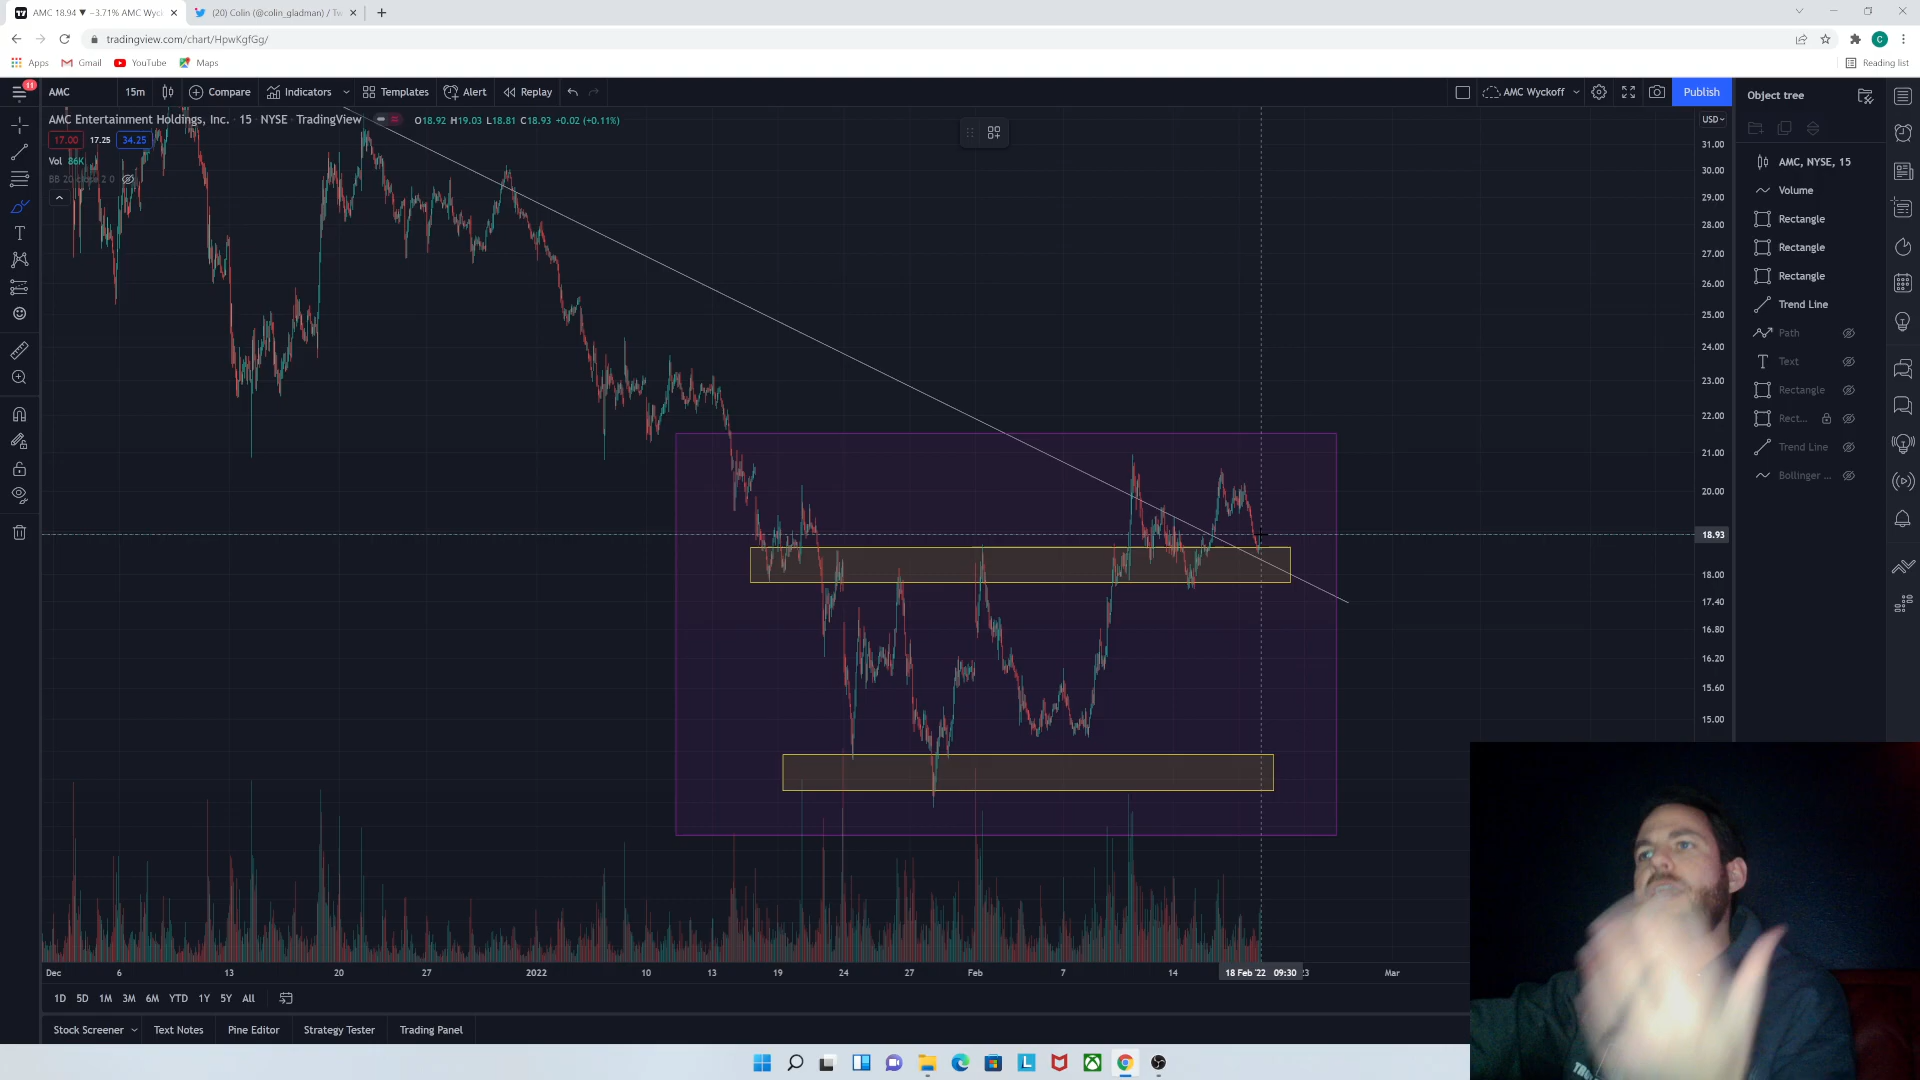 AMC 18.94 ▼ −3.71% AMC Wyc
(20) Colin (@colin_gladman) / Tw
tradingview.com/chart/HpwKgfGg/
C
Apps
Gmail
YouTube
Maps
Reading list
11
AMC
15m
Compare
Indicators
Templates
Alert
Replay
AMC Wyckoff
Publish
Object tree
AMC Entertainment Holdings, Inc. · 15 · NYSE · TradingView
O18.92 H19.03 L18.81 C18.93 +0.02 (+0.11%)
USD
17.00 17.25 34.25
Vol 86K
BB 20 close 2 0
31.00
30.00
29.00
28.00
27.00
26.00
25.00
24.00
23.00
22.00
21.00
20.00
18.93
18.00
17.40
16.80
16.20
15.60
15.00
AMC, NYSE, 15
Volume
Rectangle
Rectangle
Rectangle
Trend Line
Path
Text
Rectangle
Rect...
Trend Line
Bollinger ...
Dec 6 13 20 27 2022 10 13 19 24 27 Feb 7 14 18 Feb '22 09:30 Mar
1D 5D 1M 3M 6M YTD 1Y 5Y All
Stock Screener
Text Notes
Pine Editor
Strategy Tester
Trading Panel
L